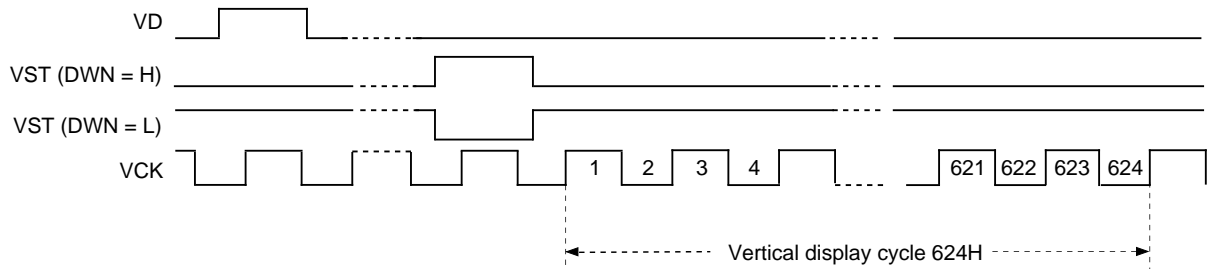 VD
VST (DWN = H)
VST (DWN = L)
VCK
1 2 3 4 621 622 623 624
Vertical display cycle 624H